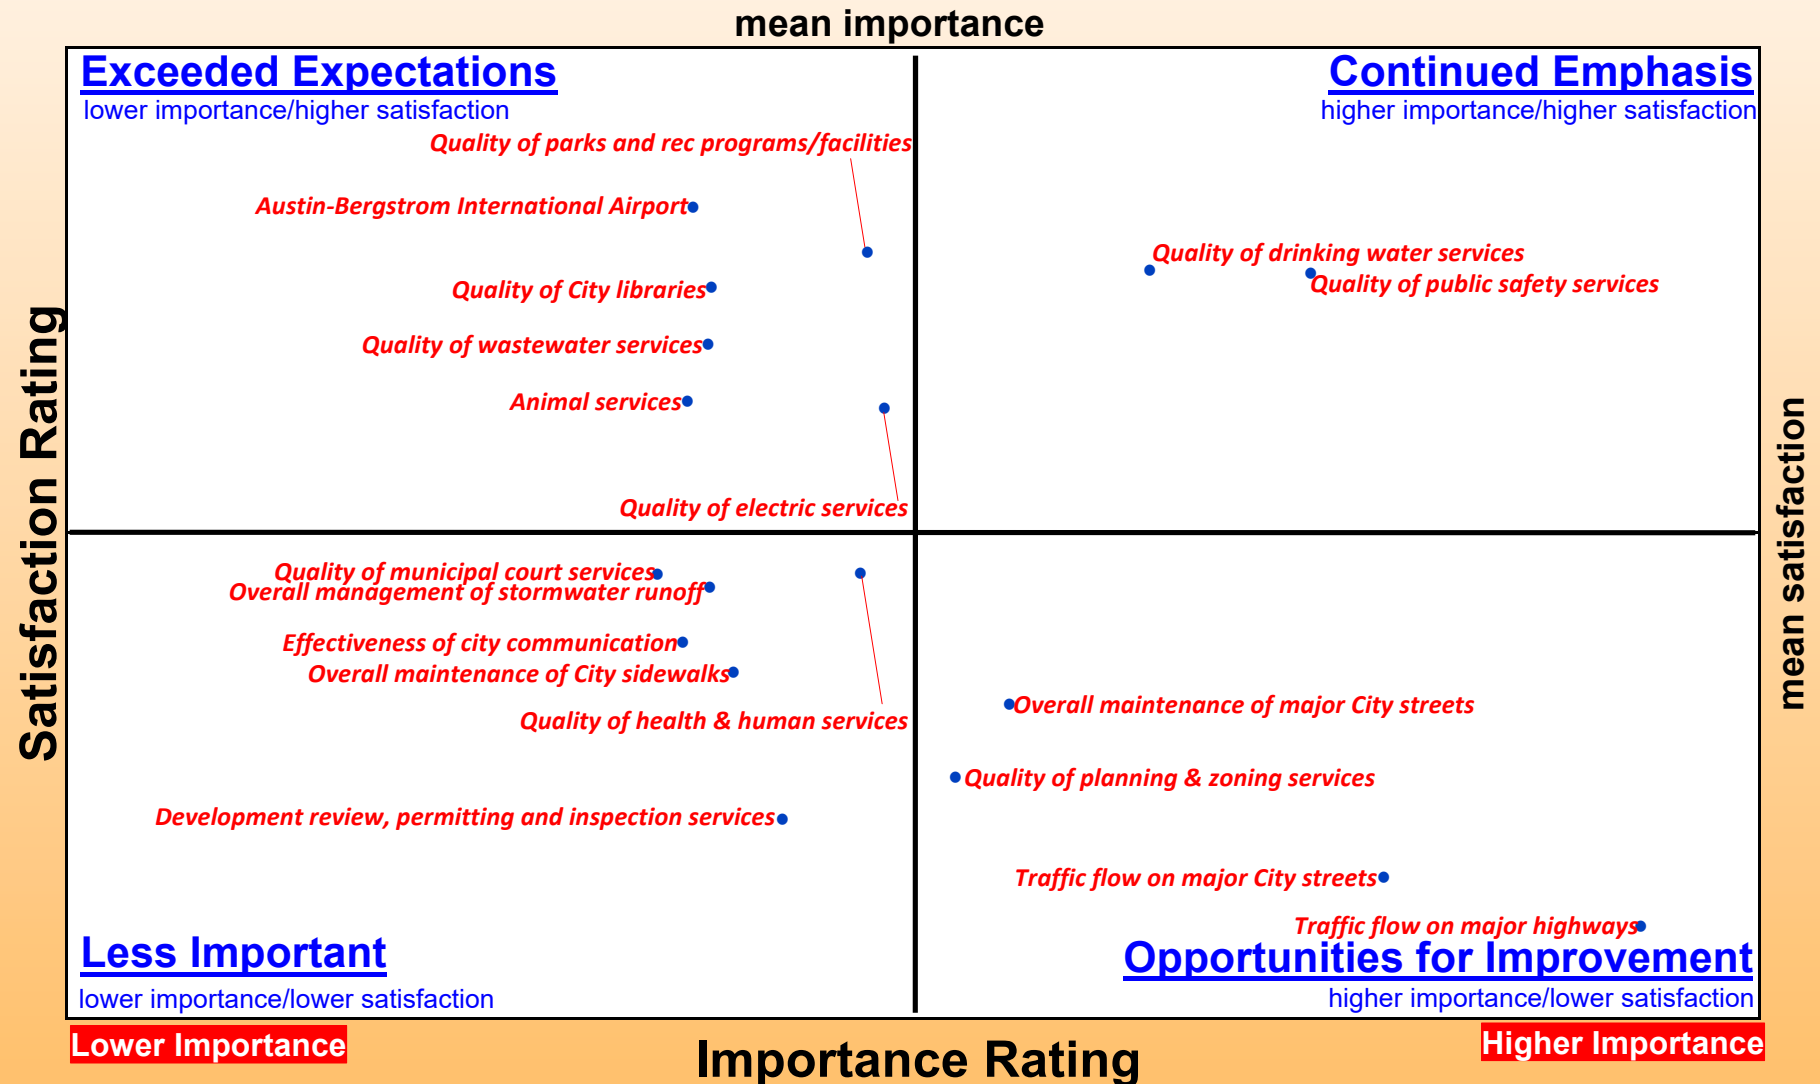 mean importance
Exceeded Expectations
lower importance/higher satisfaction
Continued Emphasis
higher importance/higher satisfaction
Quality of parks and rec programs/facilities
Austin-Bergstrom International Airport
Quality of drinking water services
Quality of public safety services
Quality of City libraries
Quality of wastewater services
Animal services
Quality of electric services
Satisfaction Rating
mean satisfaction
Quality of municipal court services
Overall management of stormwater runoff
Effectiveness of city communication
Overall maintenance of City sidewalks
Quality of health & human services
Overall maintenance of major City streets
Quality of planning & zoning services
Development review, permitting and inspection services
Traffic flow on major City streets
Traffic flow on major highways
Less Important
lower importance/lower satisfaction
Opportunities for Improvement
higher importance/lower satisfaction
Lower Importance
Importance Rating
Higher Importance